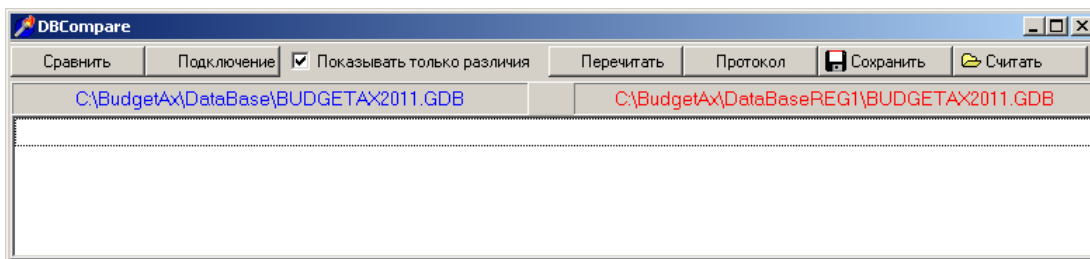 DBCompare
Сравнить Подключение Показывать только различия Перечитать Протокол Сохранить Считать
C:\BudgetAx\DataBase\BUDGETAX2011.GDB C:\BudgetAx\DataBaseREG1\BUDGETAX2011.GDB